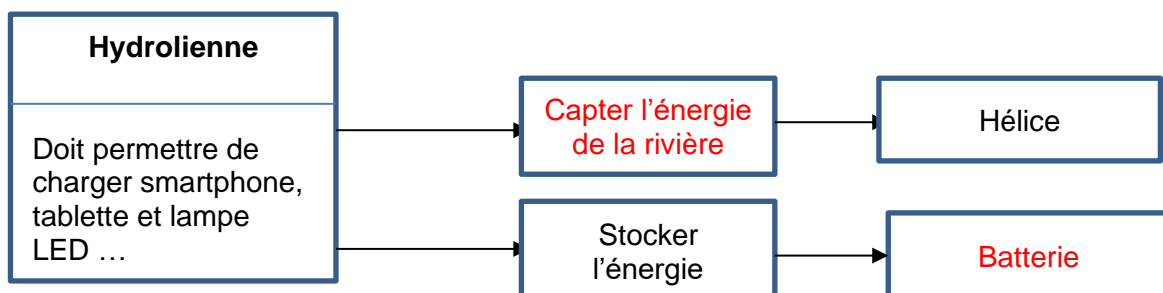 Hydrolienne
Doit permettre de
charger smartphone,
tablette et lampe
LED …
Capter l’énergie
de la rivière
Hélice
Stocker
l’énergie
Batterie